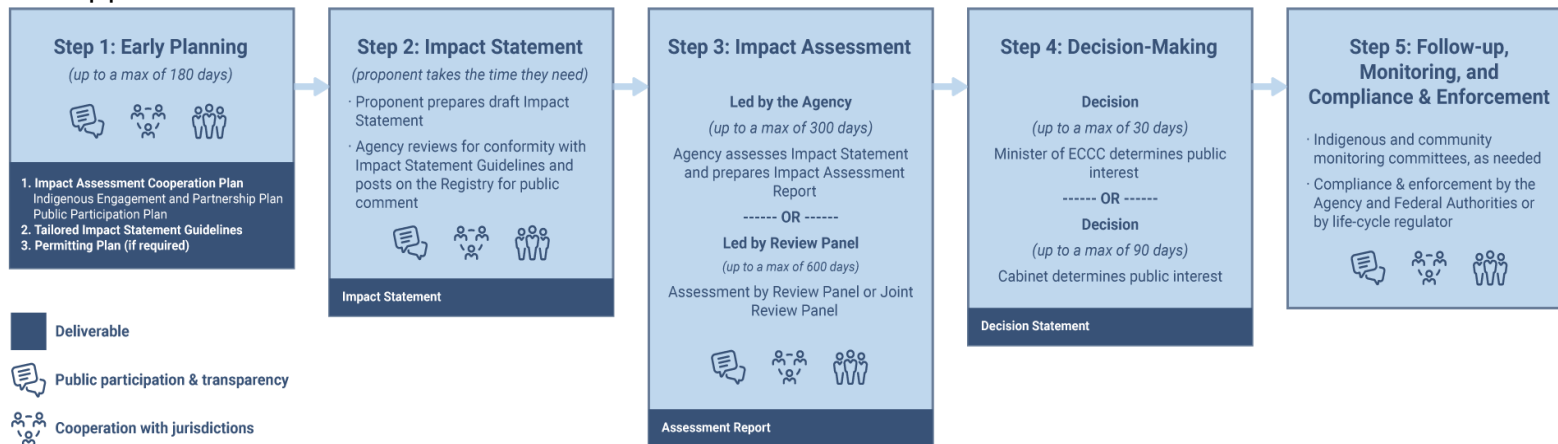 Step 1: Early Planning
(up to a max of 180 days)
1. Impact Assessment Cooperation Plan
Indigenous Engagement and Partnership Plan
Public Participation Plan
2. Tailored Impact Statement Guidelines
3. Permitting Plan (if required)
Step 2: Impact Statement
(proponent takes the time they need)
· Proponent prepares draft Impact
Statement
· Agency reviews for conformity with
Impact Statement Guidelines and
posts on the Registry for public
comment
Impact Statement
Step 3: Impact Assessment
Led by the Agency
(up to a max of 300 days)
Agency assesses Impact Statement
and prepares Impact Assessment
Report
------ OR ------
Led by Review Panel
(up to a max of 600 days)
Assessment by Review Panel or Joint
Review Panel
Assessment Report
Step 4: Decision-Making
Decision
(up to a max of 30 days)
Minister of ECCC determines public
interest
------ OR ------
Decision
(up to a max of 90 days)
Cabinet determines public interest
Decision Statement
Step 5: Follow-up,
Monitoring, and
Compliance & Enforcement
· Indigenous and community
monitoring committees, as needed
· Compliance & enforcement by the
Agency and Federal Authorities or
by life-cycle regulator
Deliverable
Public participation & transparency
Cooperation with jurisdictions